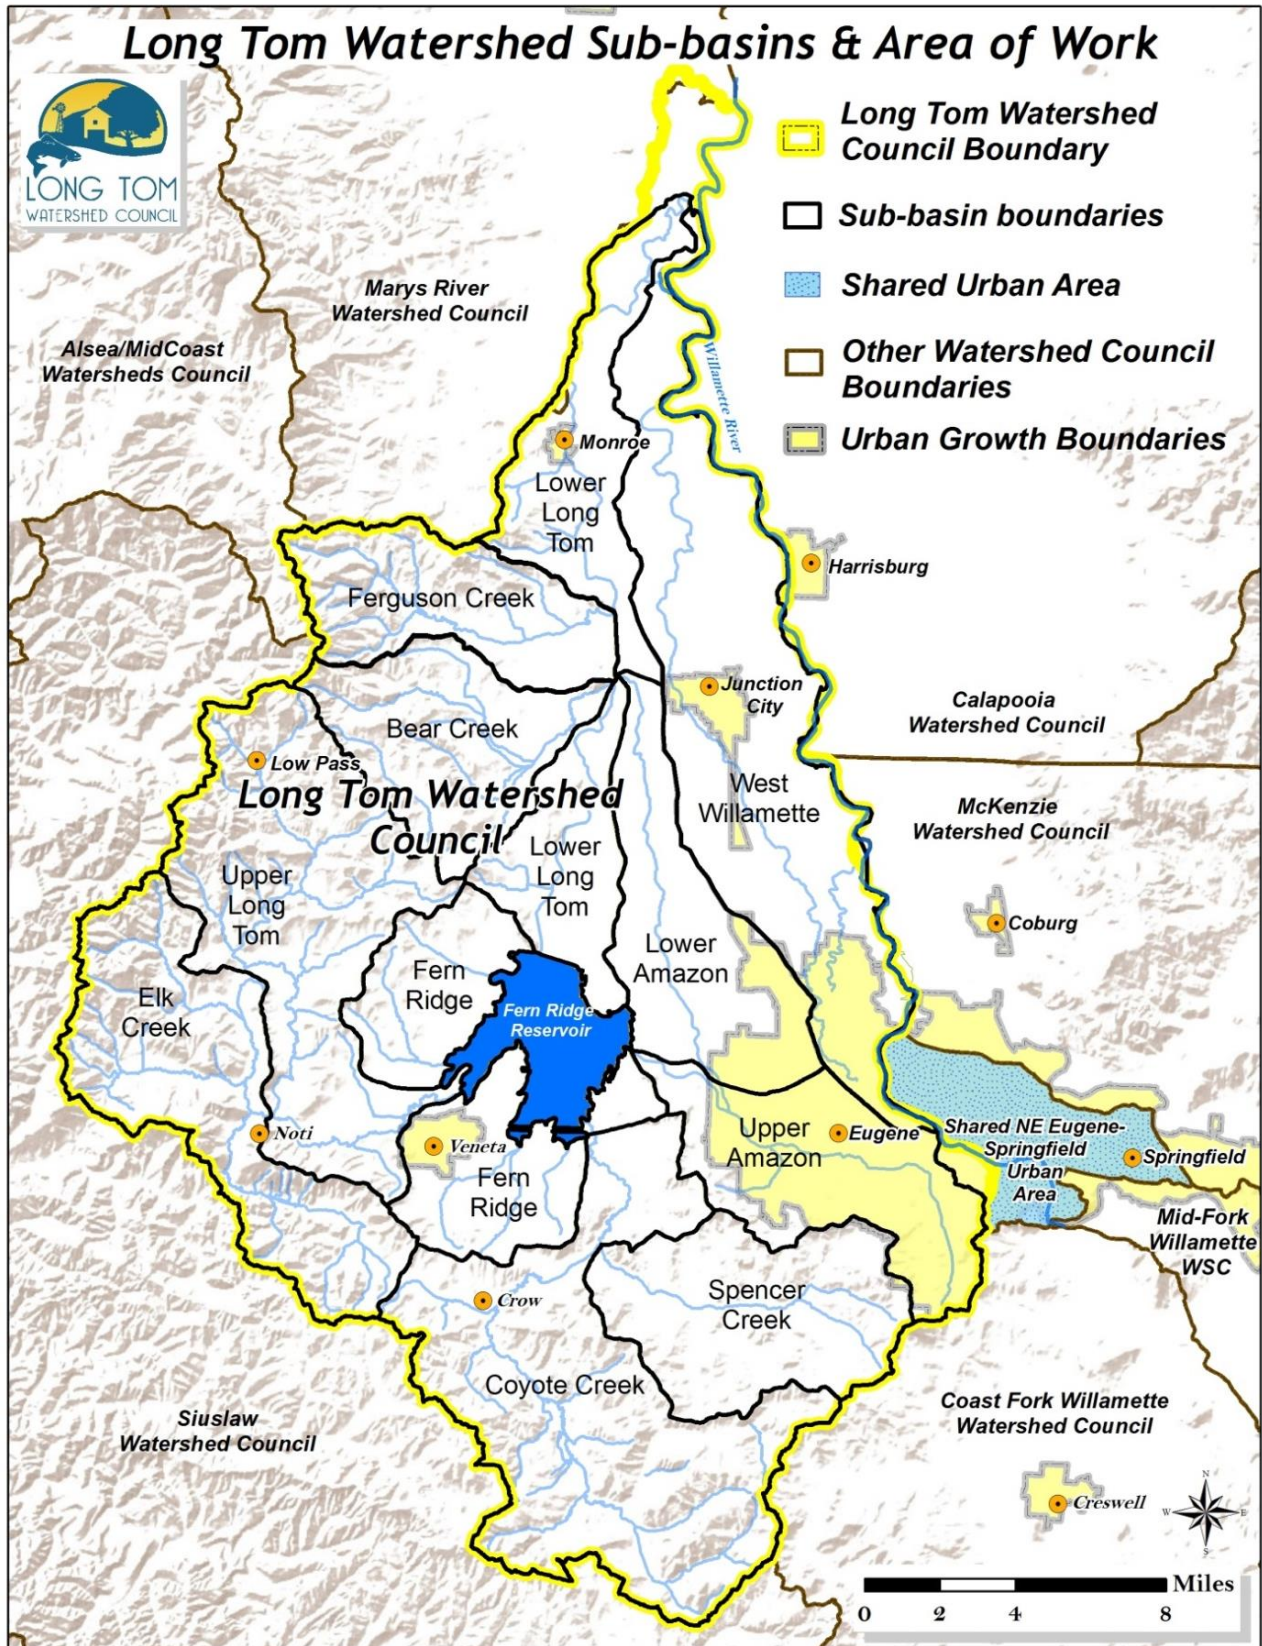 Long Tom Watershed Sub-basins & Area of Work
LONG TOM
WATERSHED COUNCIL
Long Tom Watershed
Council Boundary
Sub-basin boundaries
Shared Urban Area
Other Watershed Council
Boundaries
Urban Growth Boundaries
Marys River
Watershed Council
Alsea/MidCoast
Watersheds Council
Willamette River
Monroe
Lower
Long
Tom
Harrisburg
Ferguson Creek
Junction
City
Calapooia
Watershed Council
Bear Creek
Low Pass
Long Tom Watershed
Council
West
Willamette
McKenzie
Watershed Council
Lower
Long
Tom
Upper
Long
Tom
Coburg
Lower
Amazon
Fern
Ridge
Elk
Creek
Fern Ridge
Reservoir
Noti
Veneta
Fern
Ridge
Upper
Amazon
Eugene
Shared NE Eugene-
Springfield
Urban
Area
Springfield
Mid-Fork
Willamette
WSC
Crow
Spencer
Creek
Coyote Creek
Siuslaw
Watershed Council
Coast Fork Willamette
Watershed Council
Creswell
N
W
E
S
Miles
0 2 4 8